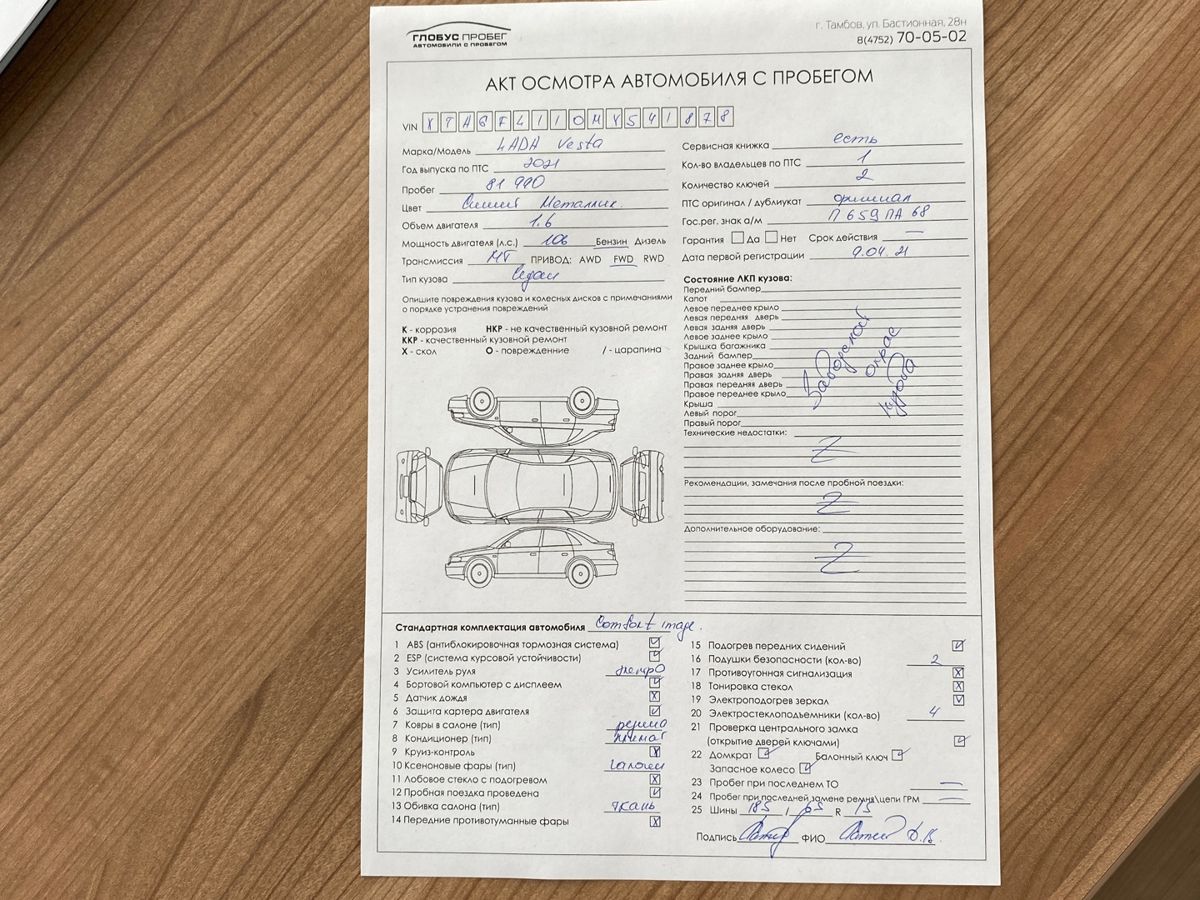 ГЛОБУС ПРОБЕГ
АВТОМОБИЛИ С ПРОБЕГОМ
г. Тамбов, ул. Бастионная, 28н
8(4752) 70-05-02
АКТ ОСМОТРА АВТОМОБИЛЯ С ПРОБЕГОМ
VIN XTAGFL110MY541878
Марка/Модель LADA Vesta
Год выпуска по ПТС 2021
Пробег 81 990
Цвет Синий Металлик.
Объем двигателя 1.6
Мощность двигателя (л.с.) 106 Бензин Дизель
Трансмиссия МТ ПРИВОД: AWD FWD RWD
Тип кузова Седан
Опишите повреждения кузова и колесных дисков с примечаниями
о порядке устранения повреждений
К - коррозия НКР - не качественный кузовной ремонт
ККР - качественный кузовной ремонт
Х - скол О - повреждение / - царапина
Сервисная книжка есть
Кол-во владельцев по ПТС 1
Количество ключей 2
ПТС оригинал / дубликат оригинал
Гос.рег. знак а/м П 659 ПА 68
Гарантия Да Нет Срок действия —
Дата первой регистрации 9.04.21
Состояние ЛКП кузова:
Передний бампер
Капот
Левое переднее крыло
Левая передняя дверь
Левая задняя дверь
Левое заднее крыло
Крышка багажника
Задний бампер
Правое заднее крыло
Правая задняя дверь
Правая передняя дверь
Правое переднее крыло
Крыша
Левый порог
Правый порог
Заводской
окрас
кузова
Технические недостатки:
Z
Рекомендации, замечания после пробной поездки:
Z
Дополнительное оборудование:
Z
Стандартная комплектация автомобиля Comfort image.
1 ABS (антиблокировочная тормозная система)
2 ESP (система курсовой устойчивости)
3 Усилитель руля электро
4 Бортовой компьютер с дисплеем
5 Датчик дождя
6 Защита картера двигателя
7 Ковры в салоне (тип) резина
8 Кондиционер (тип) климат
9 Круиз-контроль
10 Ксеноновые фары (тип) галоген
11 Лобовое стекло с подогревом
12 Пробная поездка проведена
13 Обивка салона (тип) ткань
14 Передние противотуманные фары
15 Подогрев передних сидений
16 Подушки безопасности (кол-во) 2
17 Противоугонная сигнализация
18 Тонировка стекол
19 Электроподогрев зеркал
20 Электростеклоподъемники (кол-во) 4
21 Проверка центрального замка
(открытие дверей ключами)
22 Домкрат Балонный ключ
Запасное колесо
23 Пробег при последнем ТО —
24 Пробег при последней замене ремня\цепи ГРМ —
25 Шины 185 / 65 R 15
Подпись ФИО